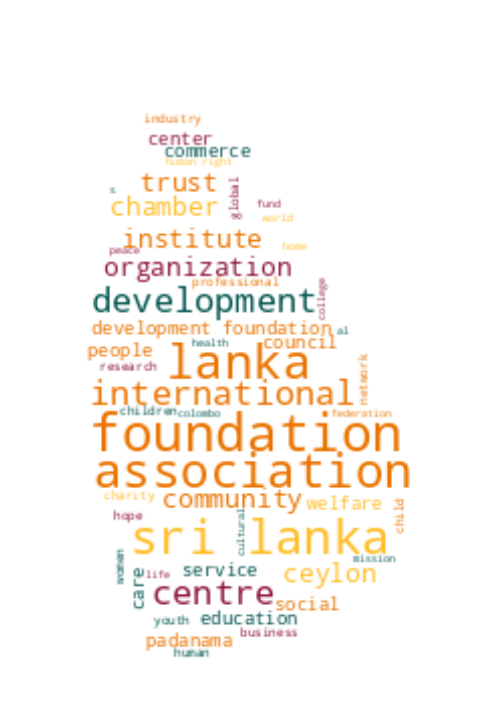 industry
center
commerce
human right
trust
s
global
chamber
fund
world
institute
peace
home
organization
professional
development
college
development foundation
al
people
health
council
research
lanka
network
international
children
colombo
federation
foundation
association
charity
community
welfare
child
hope
cultural
sri lanka
mission
women
care
life
service
ceylon
centre
social
youth
education
business
padanama
human